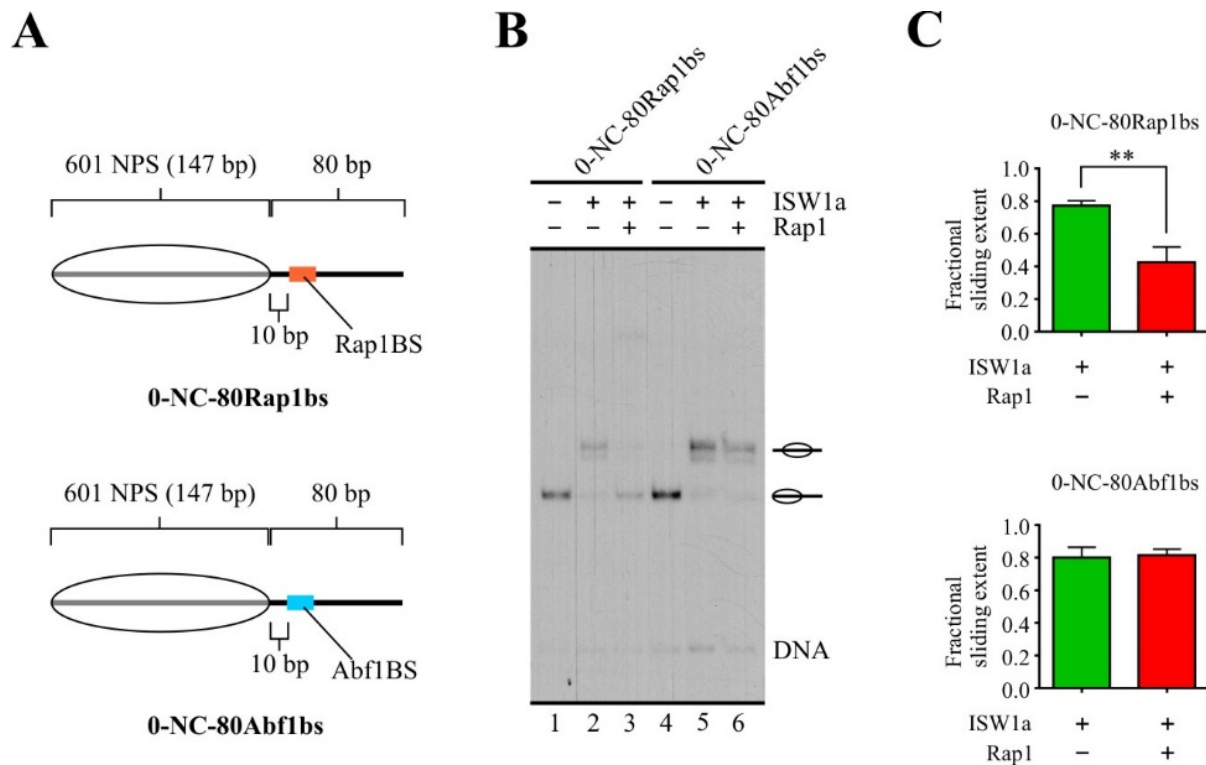 A
601 NPS (147 bp) 80 bp
10 bp
Rap1BS
0-NC-80Rap1bs
601 NPS (147 bp) 80 bp
10 bp
Abf1BS
0-NC-80Abf1bs
B
0-NC-80Rap1bs
0-NC-80Abf1bs
− + + − + + ISW1a
− − + − − + Rap1
DNA
1 2 3 4 5 6
C
0-NC-80Rap1bs
**
Fractional
sliding extent
1.0
0.8
0.6
0.4
0.2
0.0
ISW1a + +
Rap1 − +
0-NC-80Abf1bs
Fractional
sliding extent
1.0
0.8
0.6
0.4
0.2
0.0
ISW1a + +
Rap1 − +